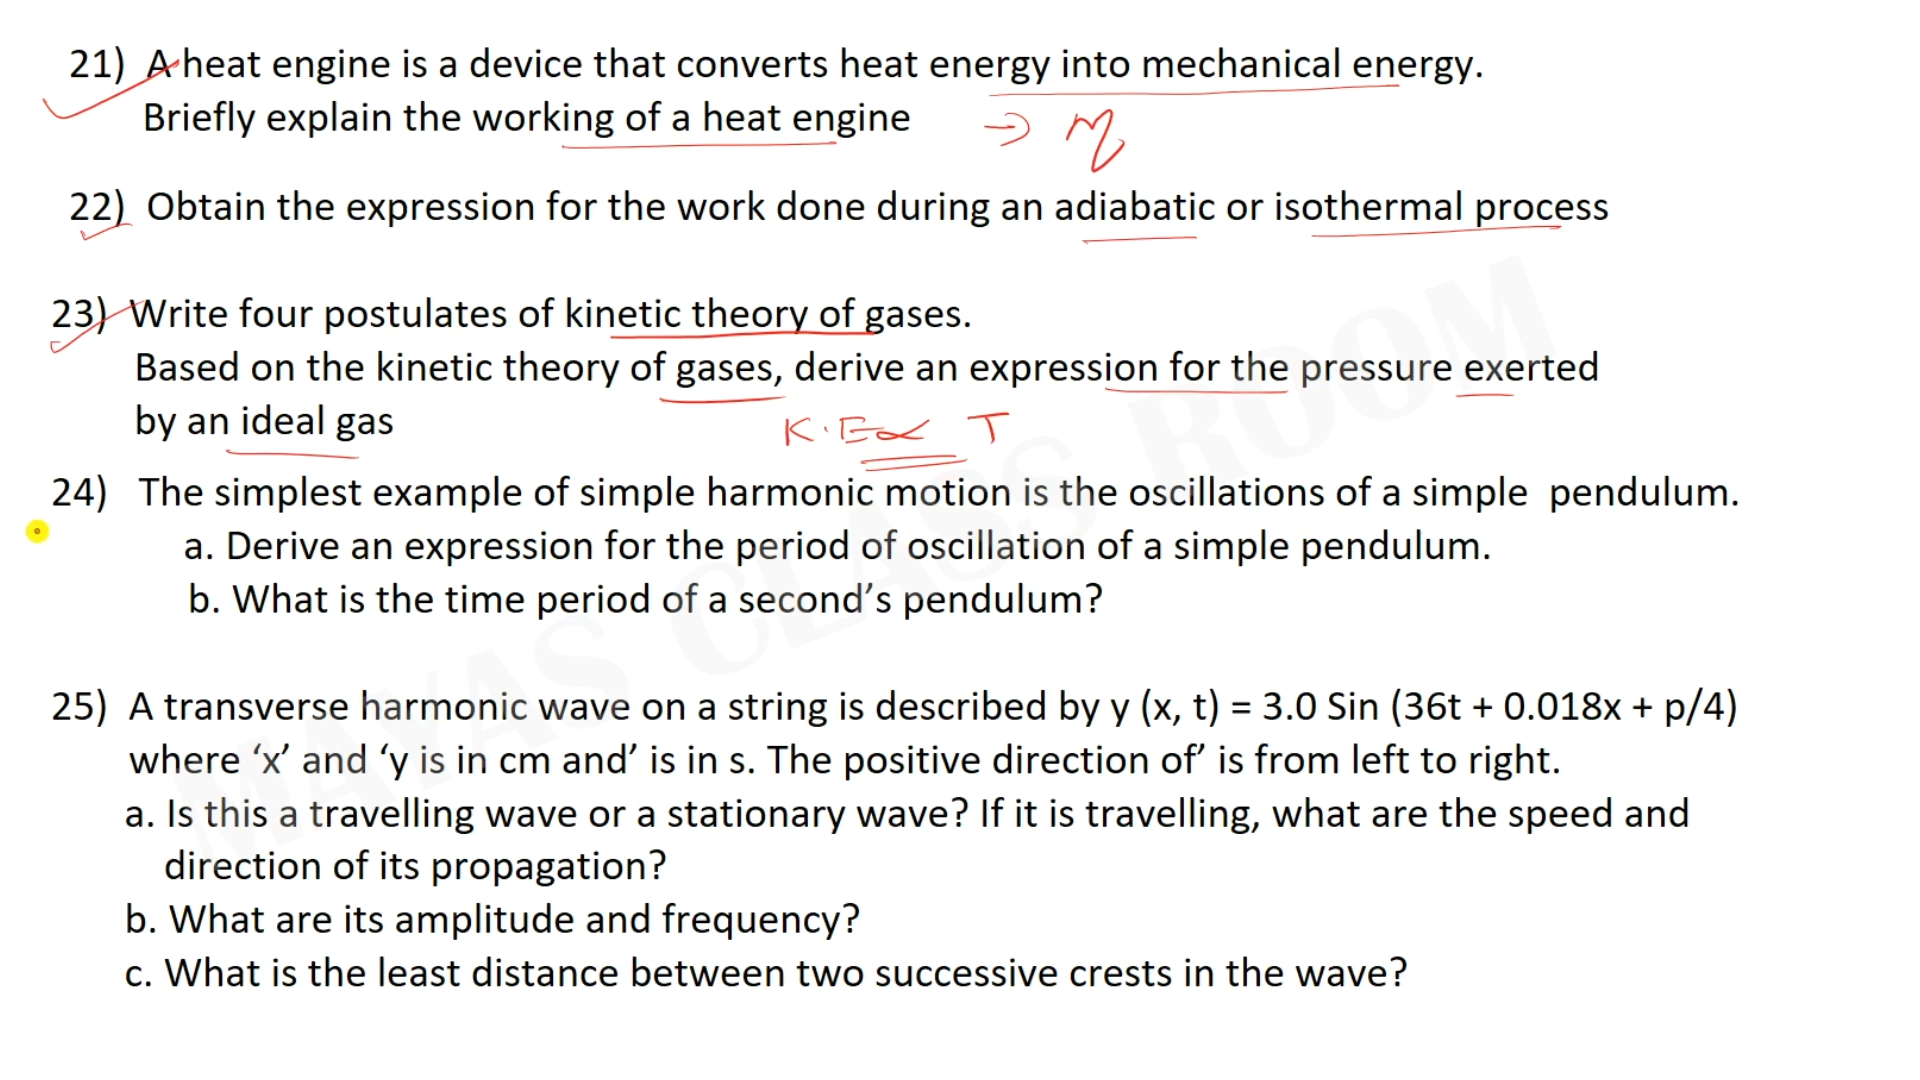 21) A heat engine is a device that converts heat energy into mechanical energy.
Briefly explain the working of a heat engine → η
22) Obtain the expression for the work done during an adiabatic or isothermal process
23) Write four postulates of kinetic theory of gases.
Based on the kinetic theory of gases, derive an expression for the pressure exerted
by an ideal gas K.E ∝ T
24) The simplest example of simple harmonic motion is the oscillations of a simple pendulum.
a. Derive an expression for the period of oscillation of a simple pendulum.
b. What is the time period of a second’s pendulum?
25) A transverse harmonic wave on a string is described by y (x, t) = 3.0 Sin (36t + 0.018x + p/4)
where ‘x’ and ‘y is in cm and’ is in s. The positive direction of’ is from left to right.
a. Is this a travelling wave or a stationary wave? If it is travelling, what are the speed and
direction of its propagation?
b. What are its amplitude and frequency?
c. What is the least distance between two successive crests in the wave?
MAYAS CLASS ROOM